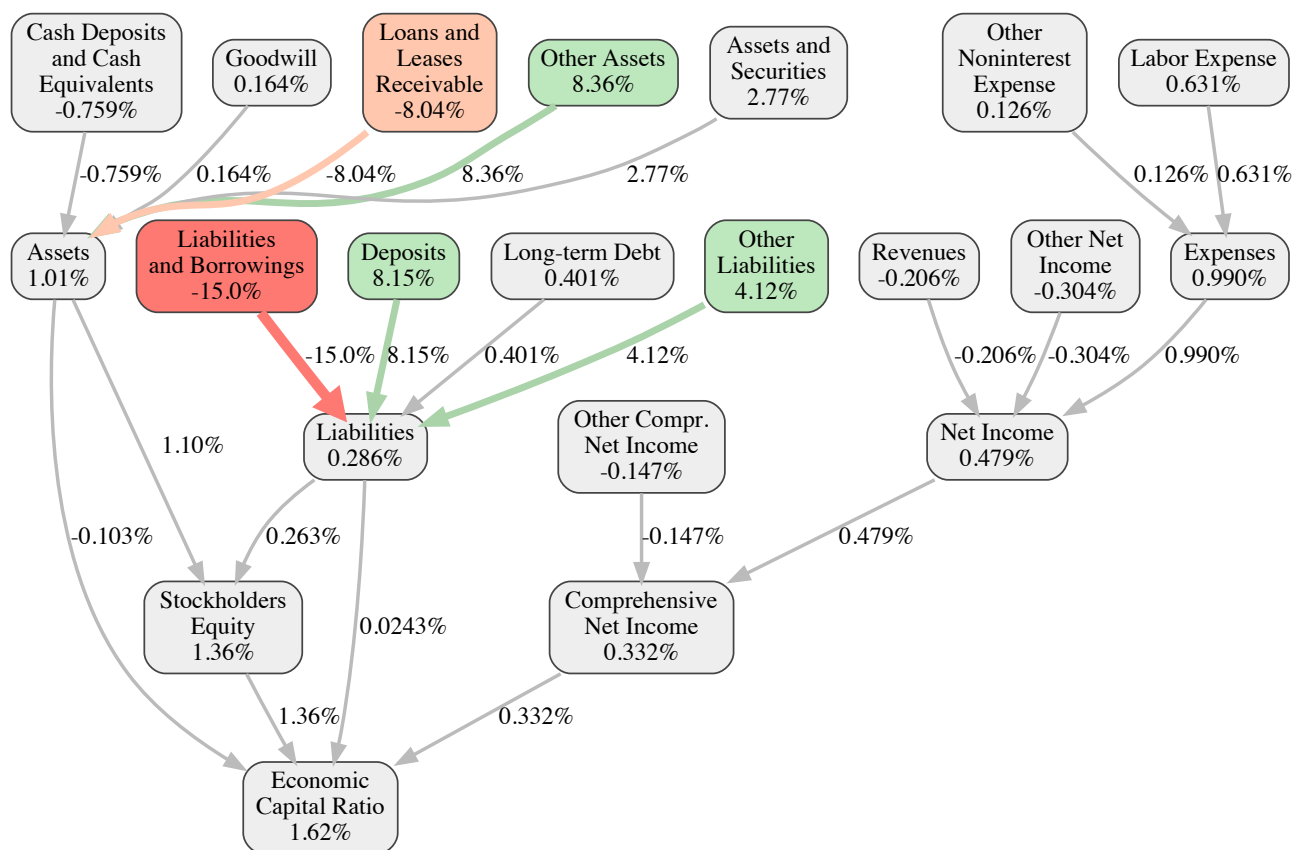 Cash Deposits
and Cash
Equivalents
-0.759%
Goodwill
0.164%
Loans and
Leases
Receivable
-8.04%
Other Assets
8.36%
Assets and
Securities
2.77%
Other
Noninterest
Expense
0.126%
Labor Expense
0.631%
-0.759%
0.164%
-8.04%
8.36%
2.77%
0.126%
0.631%
Assets
1.01%
Liabilities
and Borrowings
-15.0%
Deposits
8.15%
Long-term Debt
0.401%
Other
Liabilities
4.12%
Revenues
-0.206%
Other Net
Income
-0.304%
Expenses
0.990%
-15.0%
8.15%
0.401%
4.12%
-0.206%
-0.304%
0.990%
Liabilities
0.286%
Other Compr.
Net Income
-0.147%
Net Income
0.479%
1.10%
-0.103%
0.263%
-0.147%
0.479%
Stockholders
Equity
1.36%
0.0243%
Comprehensive
Net Income
0.332%
1.36%
0.332%
Economic
Capital Ratio
1.62%